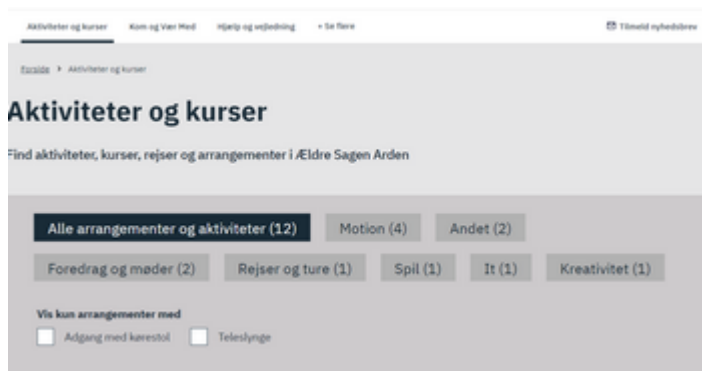 Aktiviteter og kurser Kom og Vær Med Hjælp og vejledning + Se flere Tilmeld nyhedsbrev
Forside Aktiviteter og kurser
Aktiviteter og kurser
Find aktiviteter, kurser, rejser og arrangementer i Ældre Sagen Arden
Alle arrangementer og aktiviteter (12) Motion (4) Andet (2)
Foredrag og møder (2) Rejser og ture (1) Spil (1) It (1) Kreativitet (1)
Vis kun arrangementer med
Adgang med kørestol Teleslynge